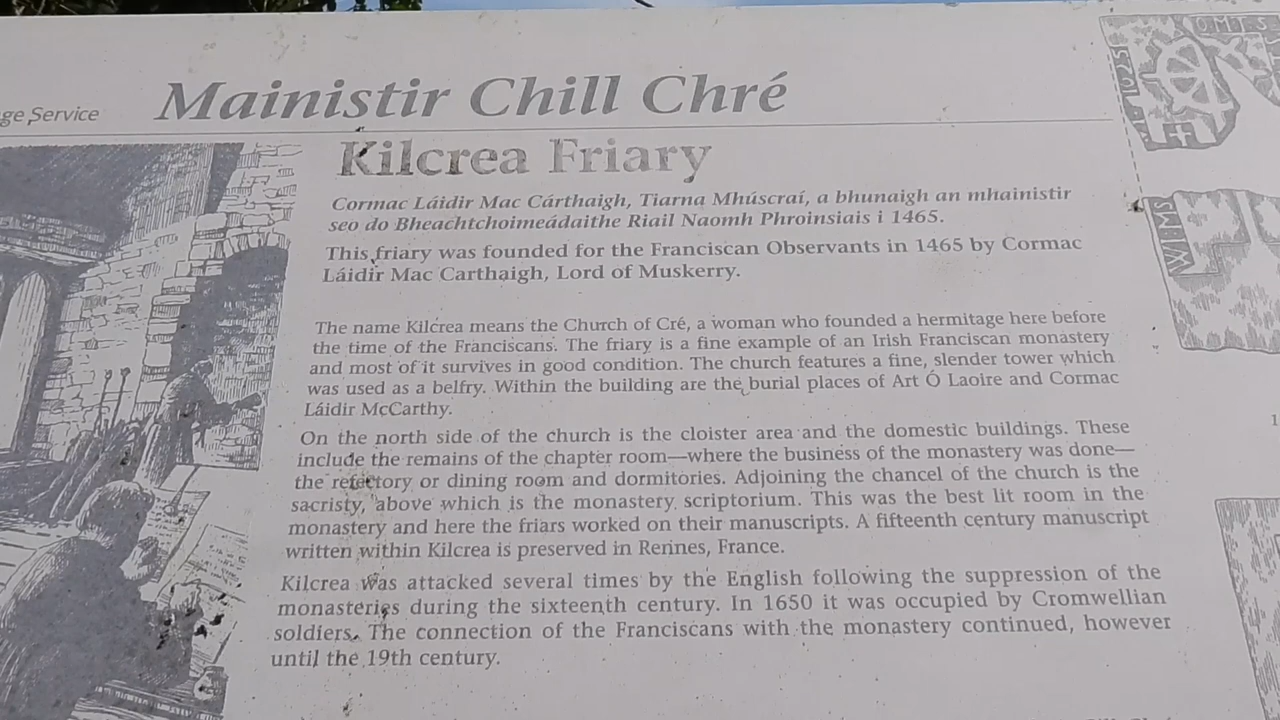 ge Service
Mainistir Chill Chré
Kilcrea Friary
Cormac Láidir Mac Cárthaigh, Tiarna Mhúscraí, a bhunaigh an mhainistir
seo do Bheachtchoimeádaithe Riail Naomh Phroinsiais i 1465.
This friary was founded for the Franciscan Observants in 1465 by Cormac
Láidir Mac Carthaigh, Lord of Muskerry.
The name Kilcrea means the Church of Cré, a woman who founded a hermitage here before
the time of the Franciscans. The friary is a fine example of an Irish Franciscan monastery
and most of it survives in good condition. The church features a fine, slender tower which
was used as a belfry. Within the building are the burial places of Art Ó Laoire and Cormac
Láidir McCarthy.
On the north side of the church is the cloister area and the domestic buildings. These
include the remains of the chapter room—where the business of the monastery was done—
the refectory or dining room and dormitories. Adjoining the chancel of the church is the
sacristy, above which is the monastery scriptorium. This was the best lit room in the
monastery and here the friars worked on their manuscripts. A fifteenth century manuscript
written within Kilcrea is preserved in Rennes, France.
Kilcrea was attacked several times by the English following the suppression of the
monasteries during the sixteenth century. In 1650 it was occupied by Cromwellian
soldiers. The connection of the Franciscans with the monastery continued, however
until the 19th century.
1625
WIEMS